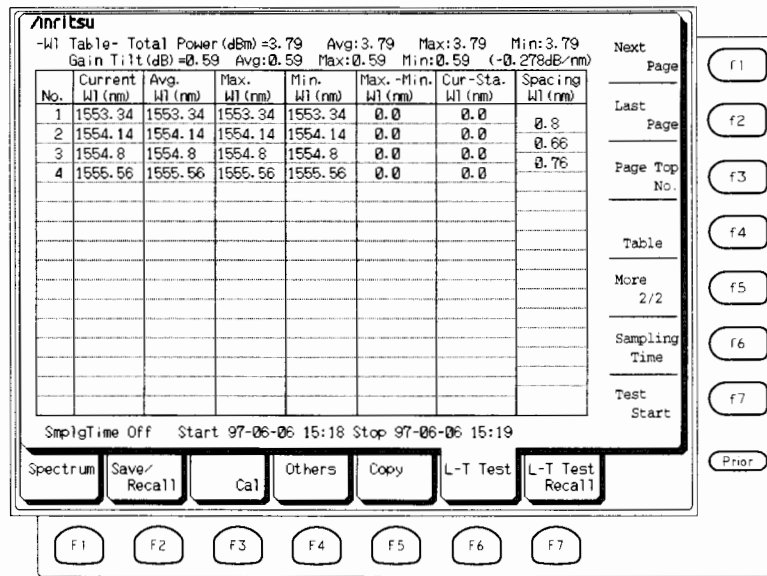 Anritsu
-Wl Table- Total Power(dBm)=3.79 Avg:3.79 Max:3.79 Min:3.79
Gain Tilt(dB)=0.59 Avg:0.59 Max:0.59 Min:0.59 (-0.278dB/nm)
No. Current Wl(nm) Avg. Wl(nm) Max. Wl(nm) Min. Wl(nm) Max.-Min. Wl(nm) Cur-Sta. Wl(nm) Spacing Wl(nm)
1 1553.34 1553.34 1553.34 1553.34 0.0 0.0
0.8
2 1554.14 1554.14 1554.14 1554.14 0.0 0.0
0.66
3 1554.8 1554.8 1554.8 1554.8 0.0 0.0
0.76
4 1555.56 1555.56 1555.56 1555.56 0.0 0.0
SmplgTime Off Start 97-06-06 15:18 Stop 97-06-06 15:19
Next
Page
Last
Page
Page Top
No.
Table
More
2/2
Sampling
Time
Test
Start
f1
f2
f3
f4
f5
f6
f7
Prior
Spectrum
Save/
Recall
Cal
Others
Copy
L-T Test
L-T Test
Recall
F1 F2 F3 F4 F5 F6 F7